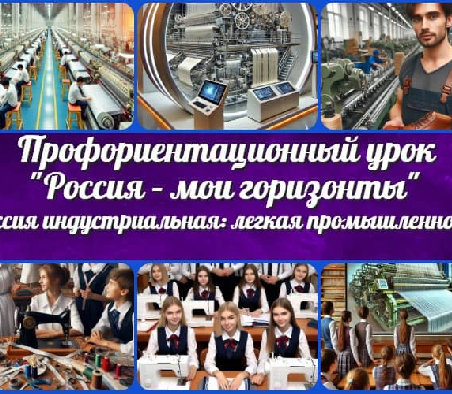 Профориентационный урок
"Россия – мои горизонты"
ссия индустриальная: легкая промышленно